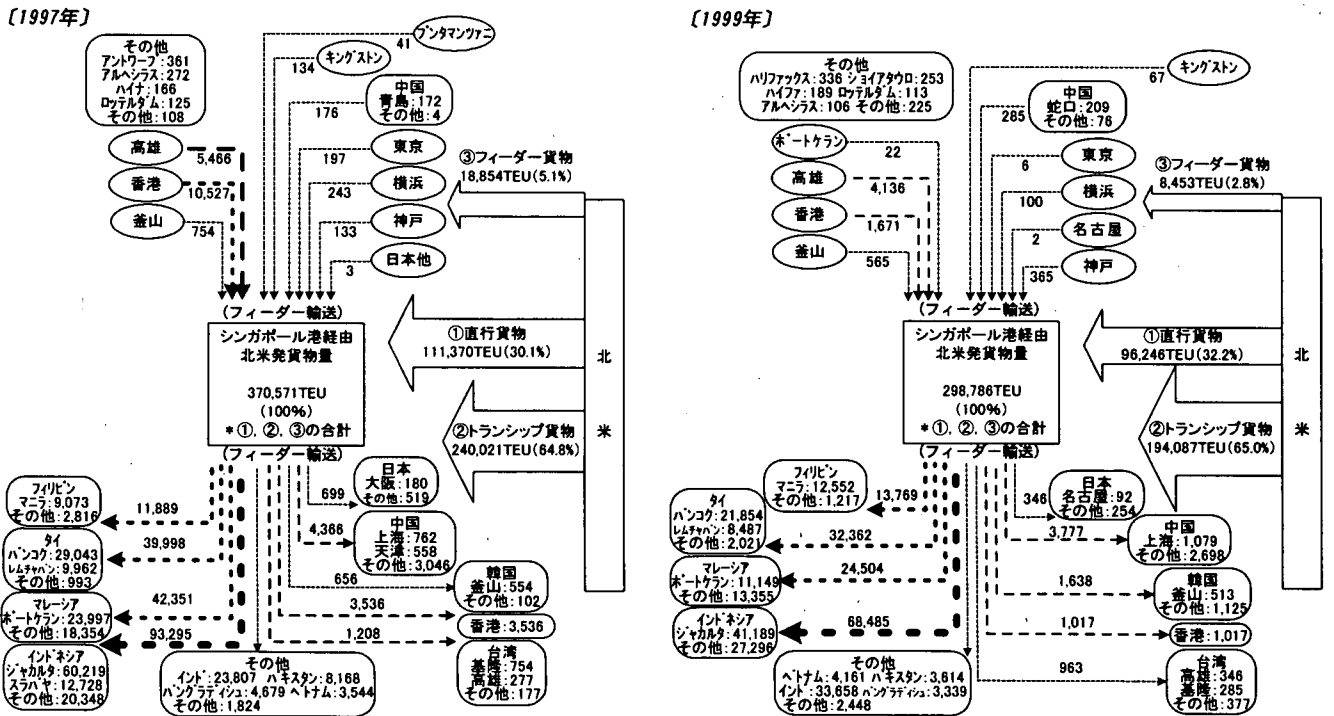 〔1997年〕
その他
アントワープ:361
アルヘシラス:272
ハイナ:166
ロッテルダム:125
その他:108
高雄
5,466
香港
10,527
釜山
754
プンタマンツァニ
41
キングストン
134
中国
青島:172
その他:4
176
東京
197
横浜
243
神戸
133
日本他
3
③フィーダー貨物
18,854TEU(5.1%)
(フィーダー輸送)
シンガポール港経由
北米発貨物量
370,571TEU
(100%)
*①,②,③の合計
(フィーダー輸送)
①直行貨物
111,370TEU(30.1%)
②トランシップ貨物
240,021TEU(64.8%)
北
米
フィリピン
マニラ:9,073
その他:2,816
11,889
タイ
バンコク:29,043
レムチャバン:9,962
その他:993
39,998
マレーシア
ポートケラン:23,997
その他:18,354
42,351
インドネシア
ジャカルタ:60,219
スラバヤ:12,728
その他:20,348
93,295
その他
インド:23,807 パキスタン:8,168
バングラディシュ:4,679 ベトナム:3,544
その他:1,824
日本
大阪:180
その他:519
699
中国
上海:762
天津:558
その他:3,046
4,366
韓国
釜山:554
その他:102
656
香港:3,536
3,536
台湾
基隆:754
高雄:277
その他:177
1,208
〔1999年〕
その他
ハリファックス:336 ジョイアタウロ:253
ハイファ:189 ロッテルダム:113
アルヘシラス:106 その他:225
ポートケラン
22
高雄
4,136
香港
1,671
釜山
565
キングストン
67
中国
蛇口:209
その他:76
285
東京
6
横浜
100
名古屋
2
神戸
365
③フィーダー貨物
8,453TEU(2.8%)
(フィーダー輸送)
シンガポール港経由
北米発貨物量
298,786TEU
(100%)
*①,②,③の合計
(フィーダー輸送)
①直行貨物
96,246TEU(32.2%)
②トランシップ貨物
194,087TEU(65.0%)
北
米
フィリピン
マニラ:12,552
その他:1,217
13,769
タイ
バンコク:21,854
レムチャバン:8,487
その他:2,021
32,362
マレーシア
ポートケラン:11,149
その他:13,355
24,504
インドネシア
ジャカルタ:41,189
その他:27,296
68,485
その他
ベトナム:4,161 パキスタン:3,614
インド:33,658 バングラディシュ:3,339
その他:2,448
日本
名古屋:92
その他:254
346
中国
上海:1,079
その他:2,698
3,777
韓国
釜山:513
その他:1,125
1,638
香港:1,017
1,017
台湾
高雄:346
基隆:285
その他:377
963